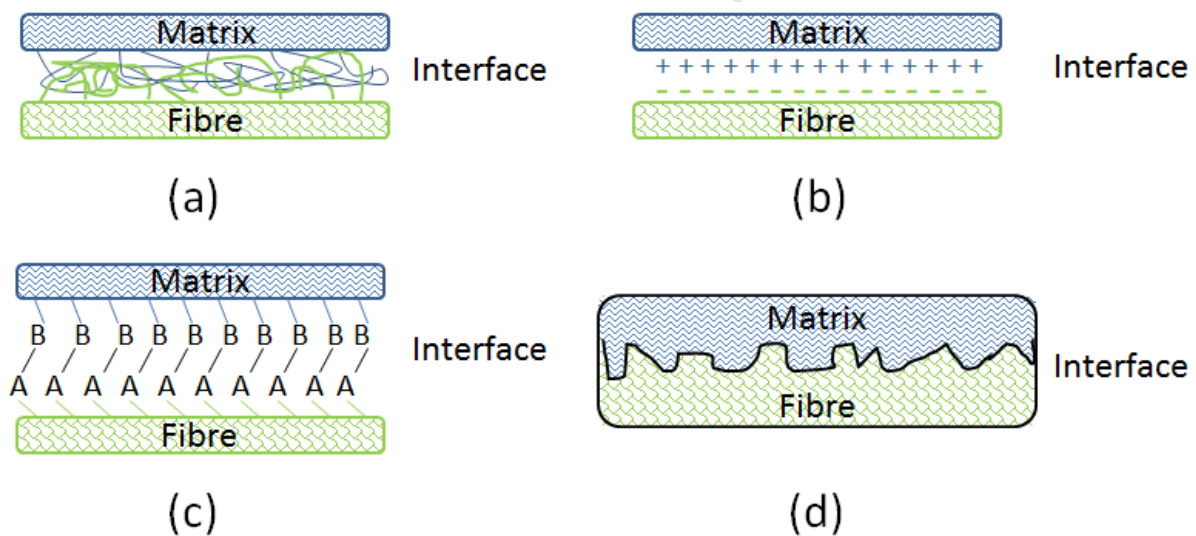 Matrix
Interface
Fibre
(a)
Matrix
+ + + + + + + + + + + + + + +
- - - - - - - - - - - - - - -
Interface
Fibre
(b)
Matrix
B B B B B B B B B B
A A A A A A A A A A
Interface
Fibre
(c)
Matrix
Interface
Fibre
(d)